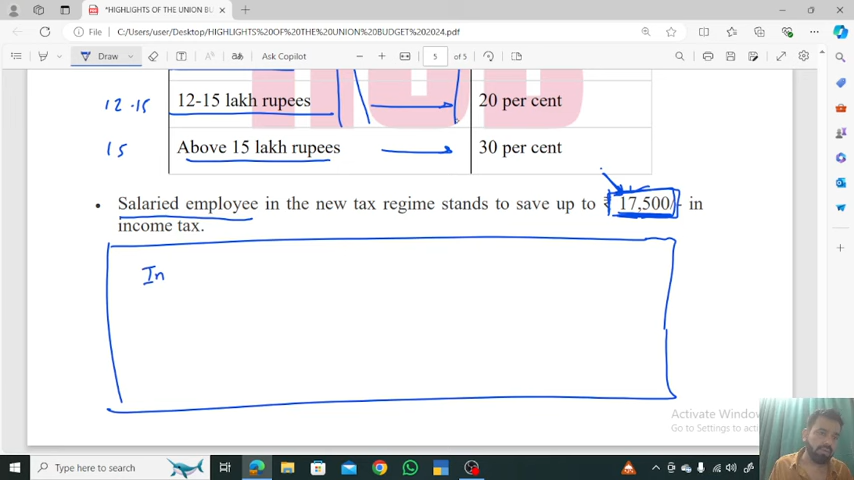 *HIGHLIGHTS OF THE UNION BU
File C:/Users/user/Desktop/HIGHLIGHTS%20OF%20THE%20UNION%20BUDGET%202024.pdf
Draw Ask Copilot 5 of 5
12-15 12-15 lakh rupees 20 per cent
15 Above 15 lakh rupees 30 per cent
• Salaried employee in the new tax regime stands to save up to ₹ 17,500/- in
income tax.
In
Activate Window
Go to Settings to acti
Type here to search ENG